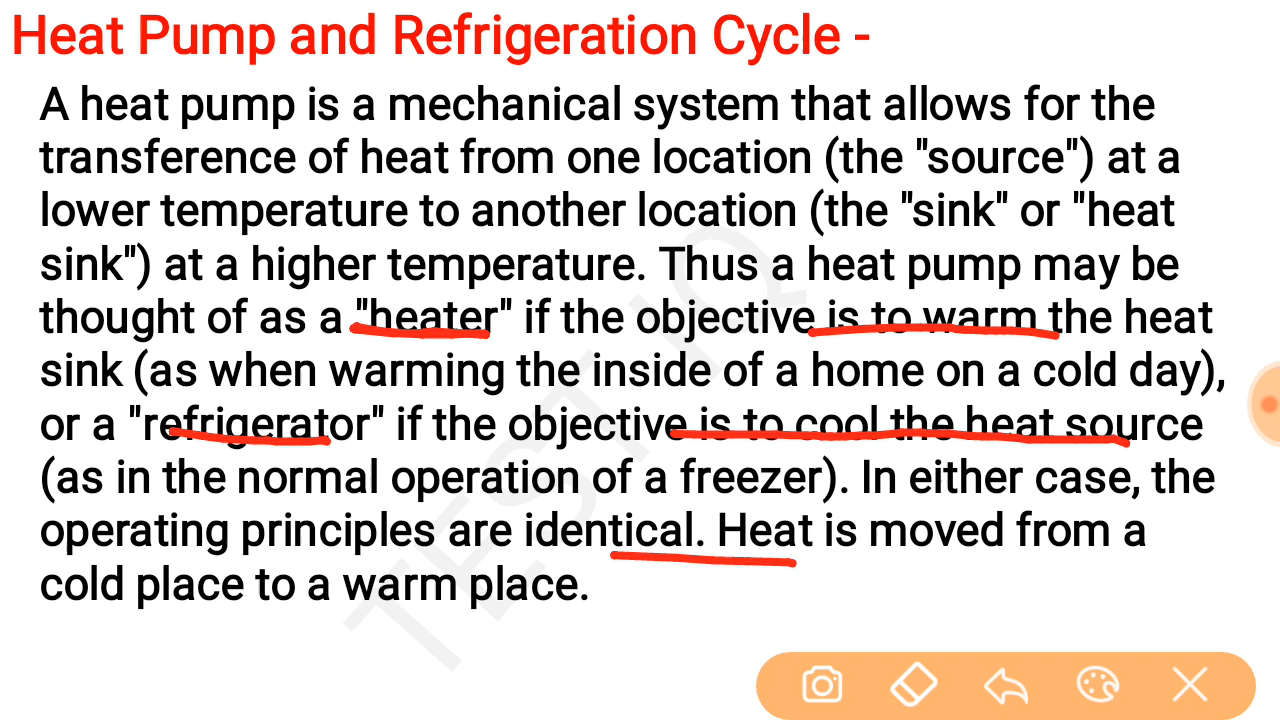 Heat Pump and Refrigeration Cycle -
A heat pump is a mechanical system that allows for the
transference of heat from one location (the "source") at a
lower temperature to another location (the "sink" or "heat
sink") at a higher temperature. Thus a heat pump may be
thought of as a "heater" if the objective is to warm the heat
sink (as when warming the inside of a home on a cold day),
or a "refrigerator" if the objective is to cool the heat source
(as in the normal operation of a freezer). In either case, the
operating principles are identical. Heat is moved from a
cold place to a warm place.
TEST IQ